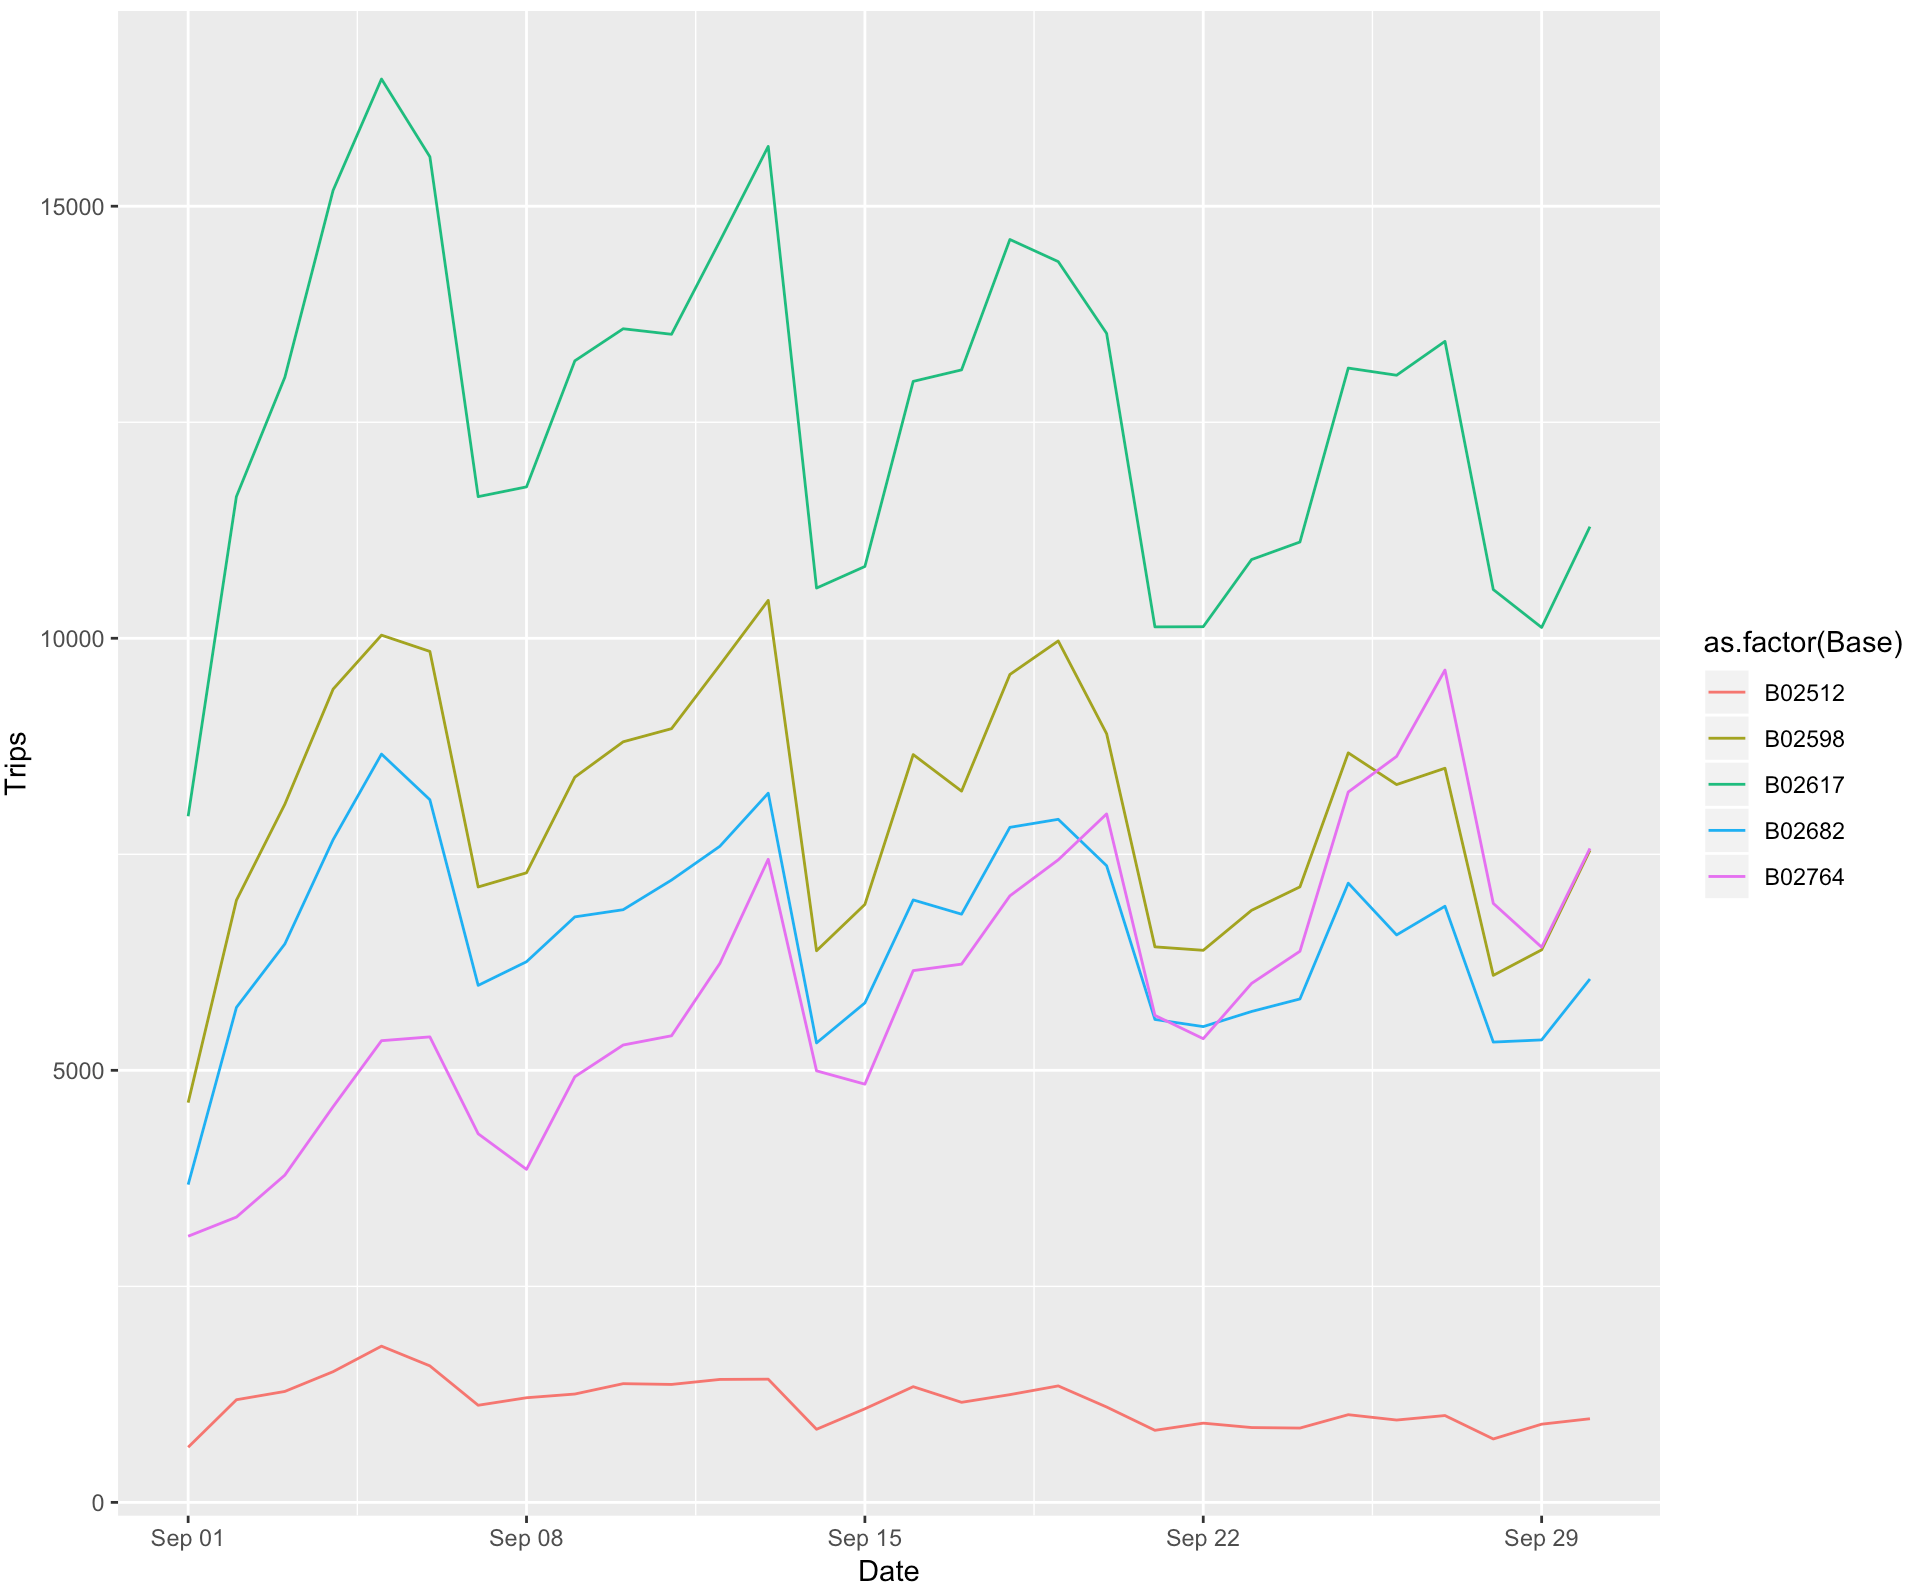 Trips
15000
10000
5000
0
Sep 01
Sep 08
Sep 15
Sep 22
Sep 29
Date
as.factor(Base)
B02512
B02598
B02617
B02682
B02764